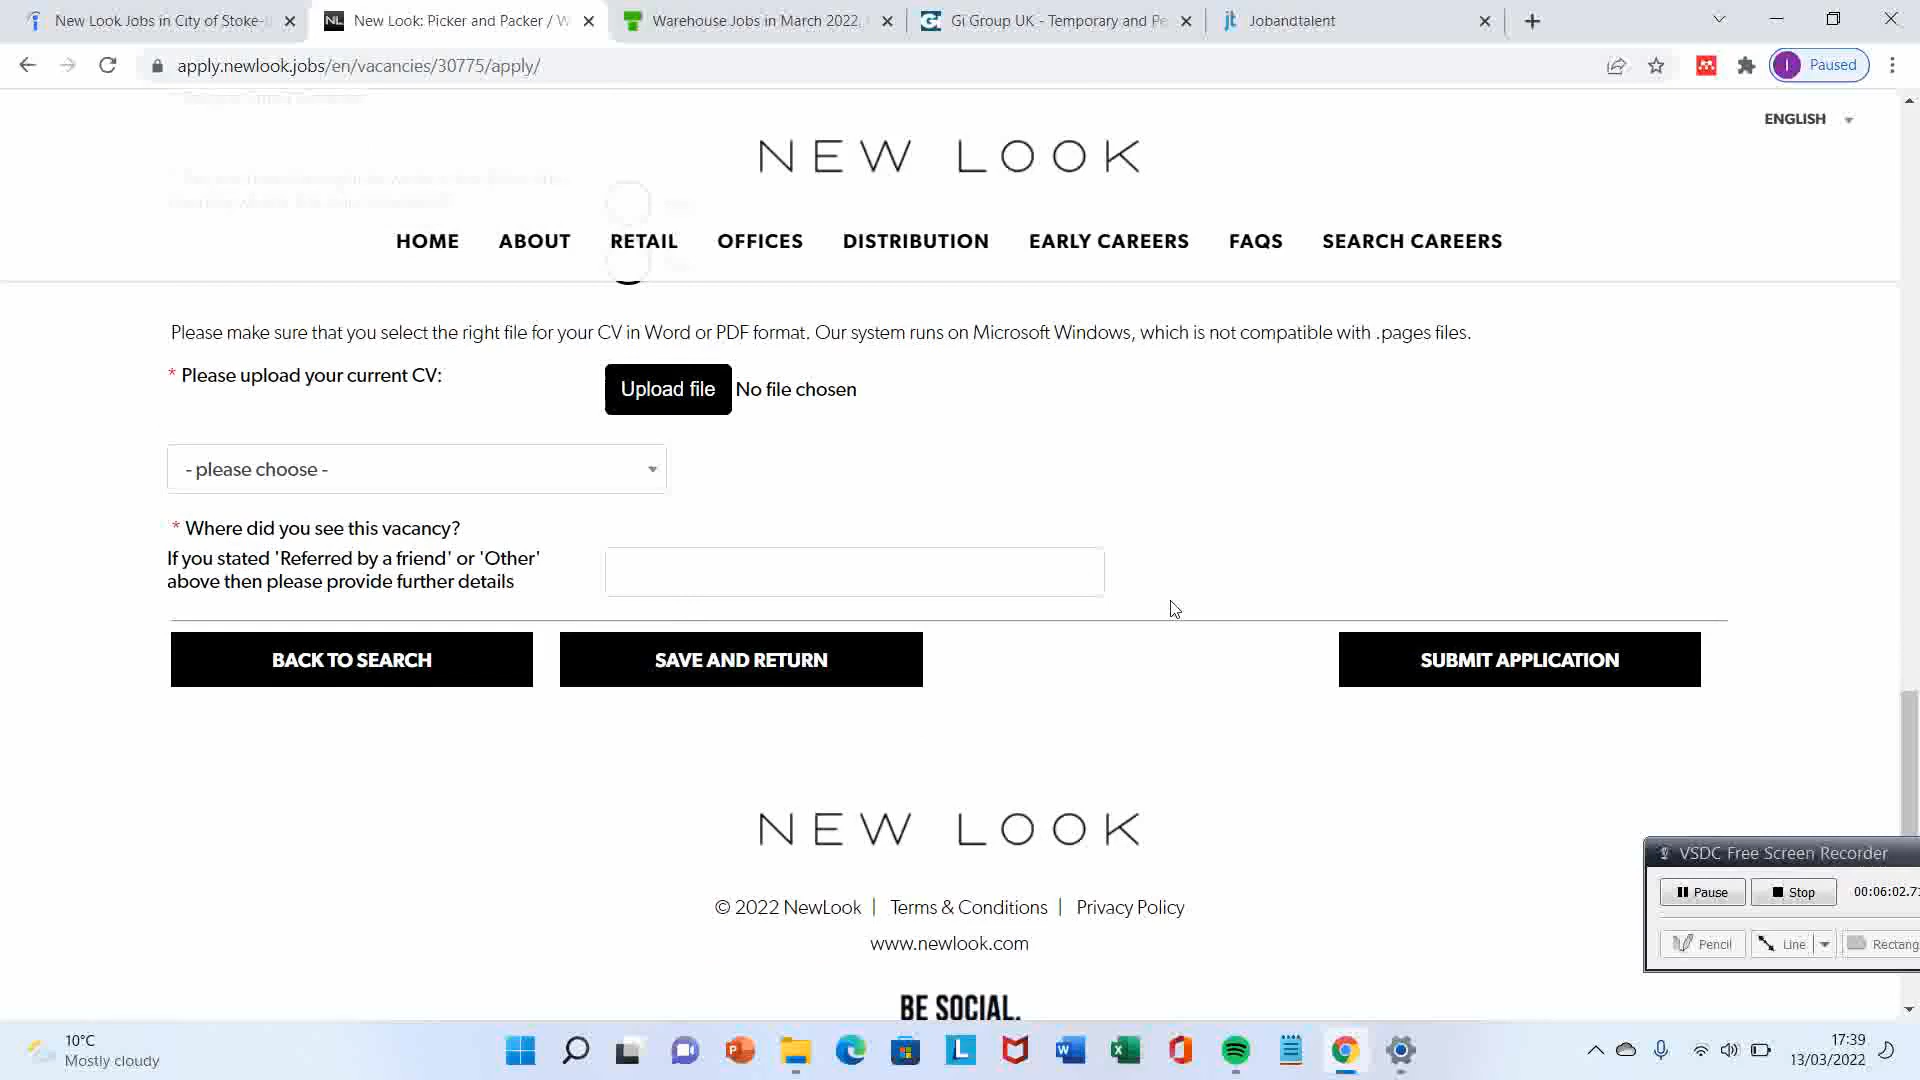 New Look Jobs in City of Stoke-
New Look: Picker and Packer / W
Warehouse Jobs in March 2022,
Gi Group UK - Temporary and Pe
Jobandtalent
apply.newlook.jobs/en/vacancies/30775/apply/
Paused
ENGLISH
NEW LOOK
HOME ABOUT RETAIL OFFICES DISTRIBUTION EARLY CAREERS FAQS SEARCH CAREERS
Please make sure that you select the right file for your CV in Word or PDF format. Our system runs on Microsoft Windows, which is not compatible with .pages files.
* Please upload your current CV:
Upload file No file chosen
- please choose -
* Where did you see this vacancy?
If you stated 'Referred by a friend' or 'Other'
above then please provide further details
BACK TO SEARCH SAVE AND RETURN SUBMIT APPLICATION
NEW LOOK
© 2022 NewLook | Terms & Conditions | Privacy Policy
www.newlook.com
BE SOCIAL.
VSDC Free Screen Recorder
Pause Stop 00:06:02.7
Pencil Line Rectang
10°C
Mostly cloudy
17:39
13/03/2022